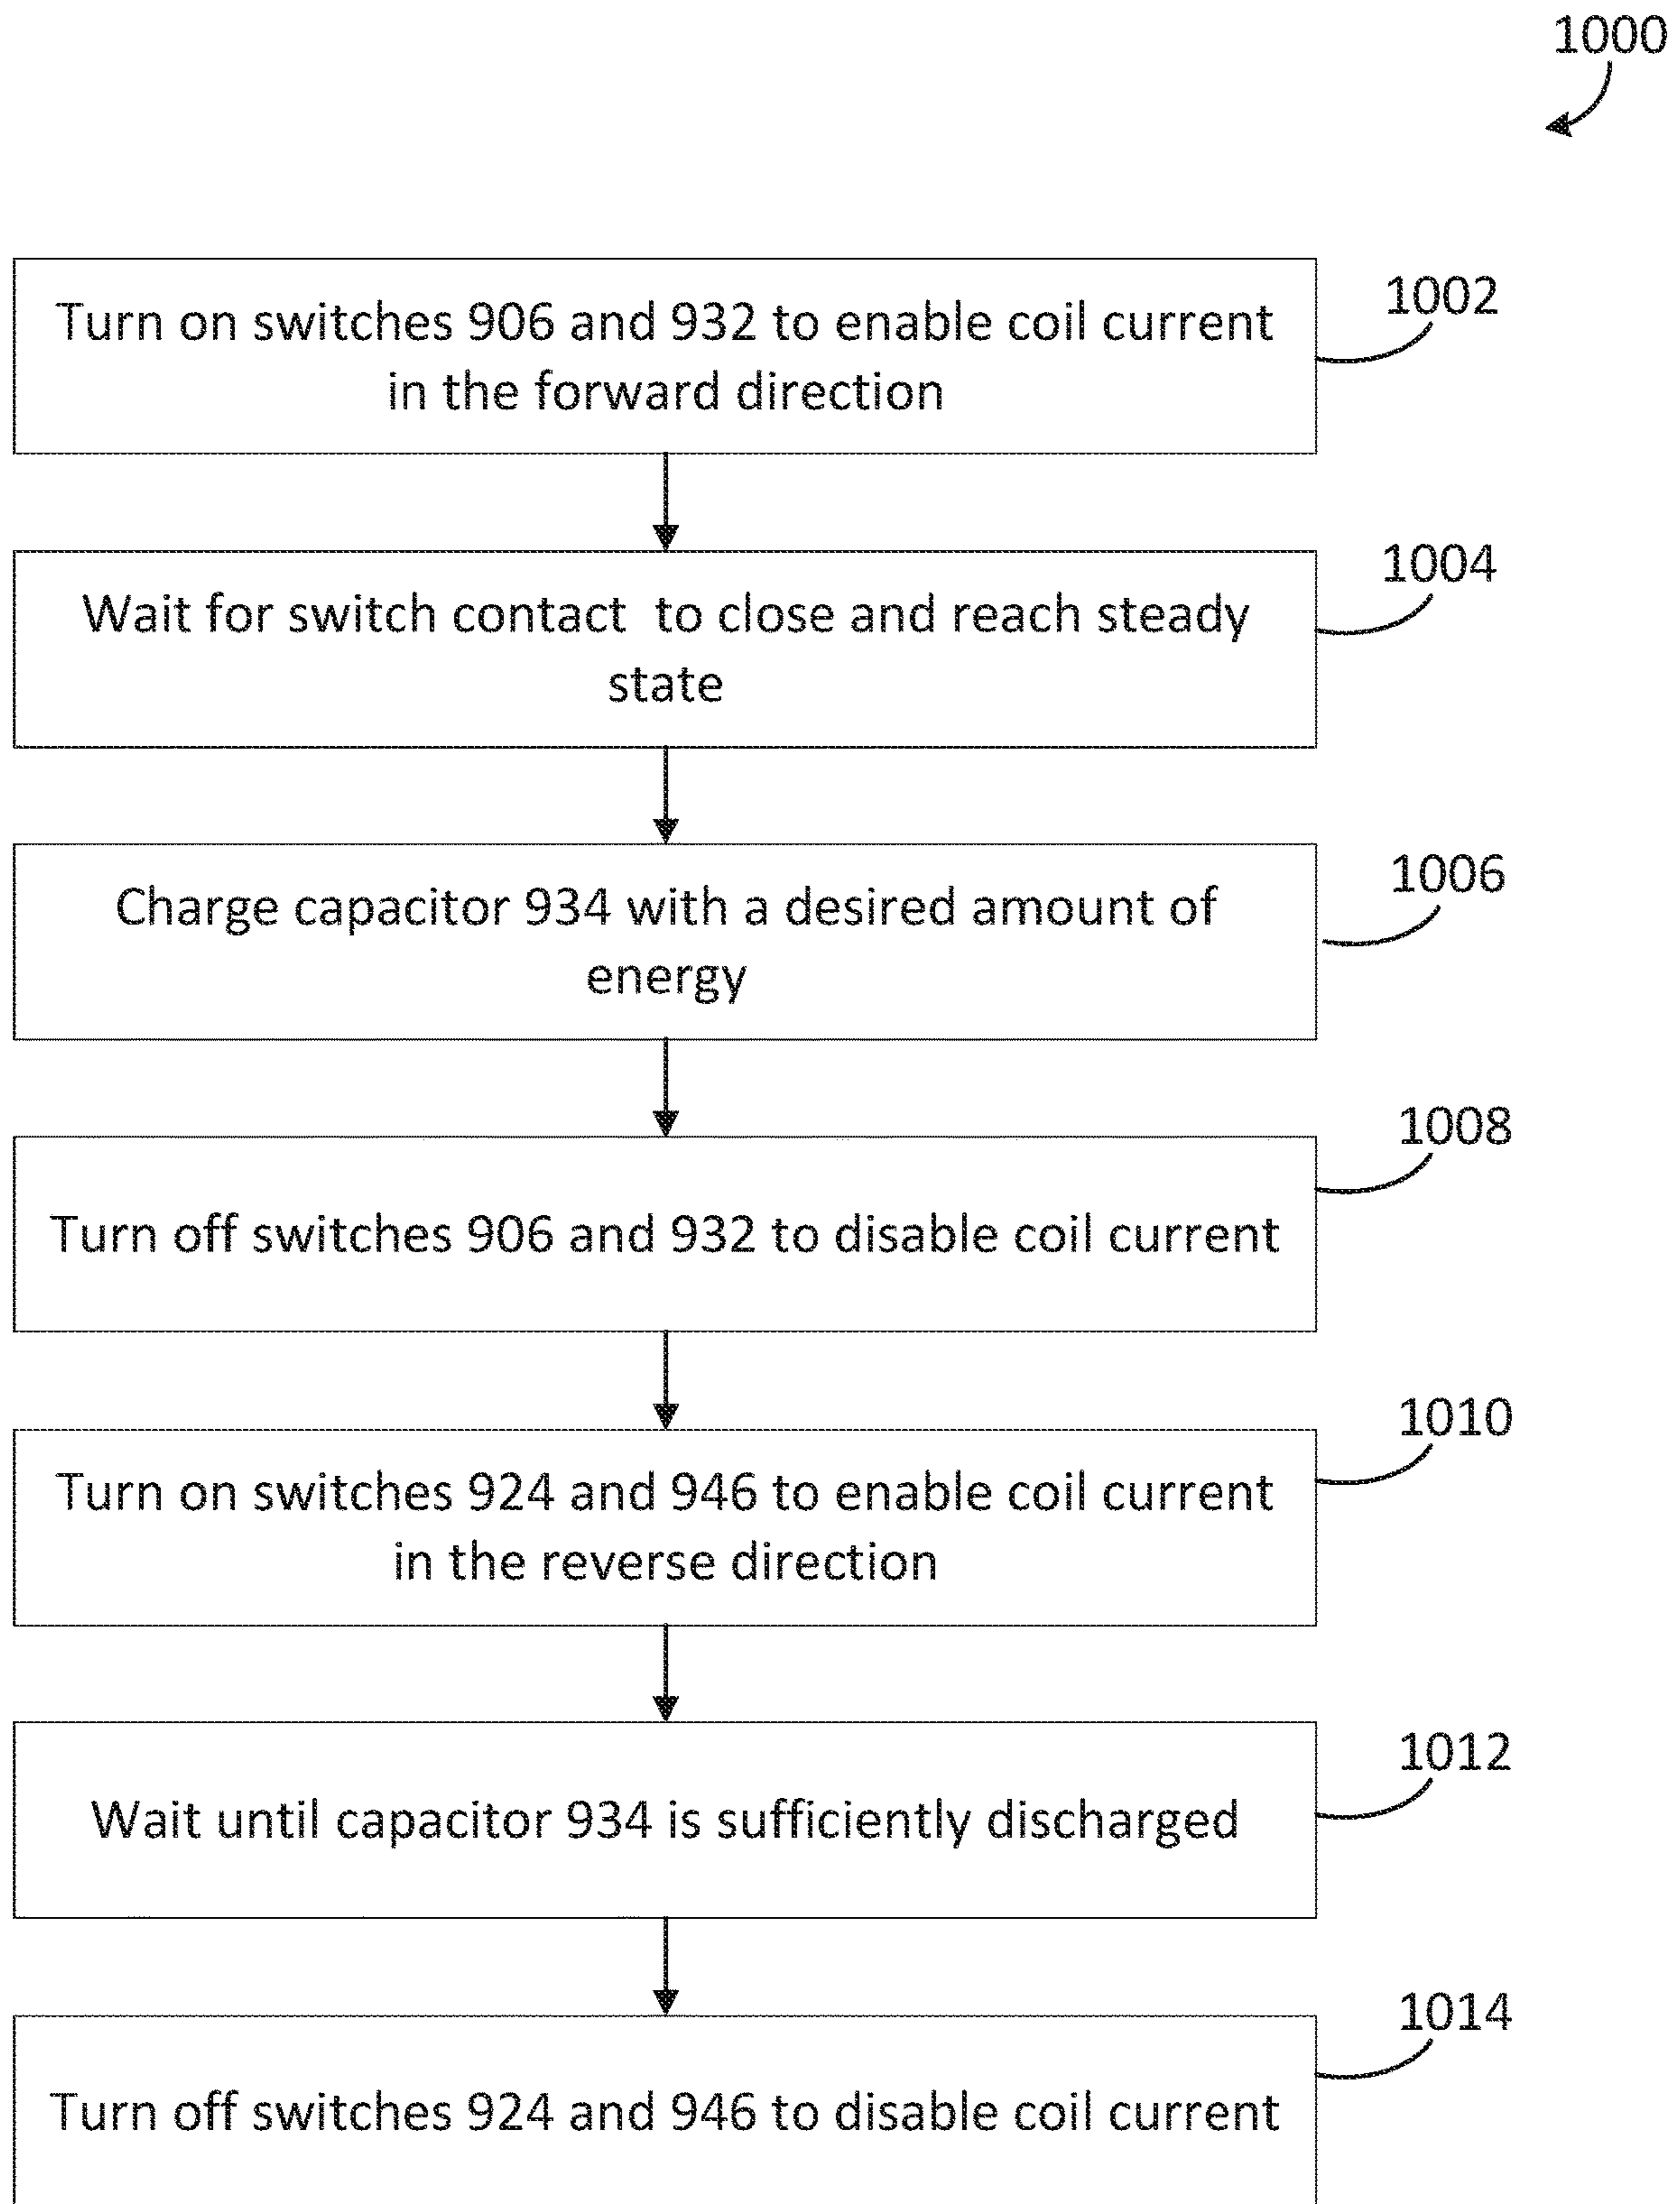 1000
Turn on switches 906 and 932 to enable coil current
in the forward direction
1002
Wait for switch contact  to close and reach steady
state
1004
Charge capacitor 934 with a desired amount of
energy
1006
Turn off switches 906 and 932 to disable coil current
1008
Turn on switches 924 and 946 to enable coil current
in the reverse direction
1010
Wait until capacitor 934 is sufficiently discharged
1012
Turn off switches 924 and 946 to disable coil current
1014